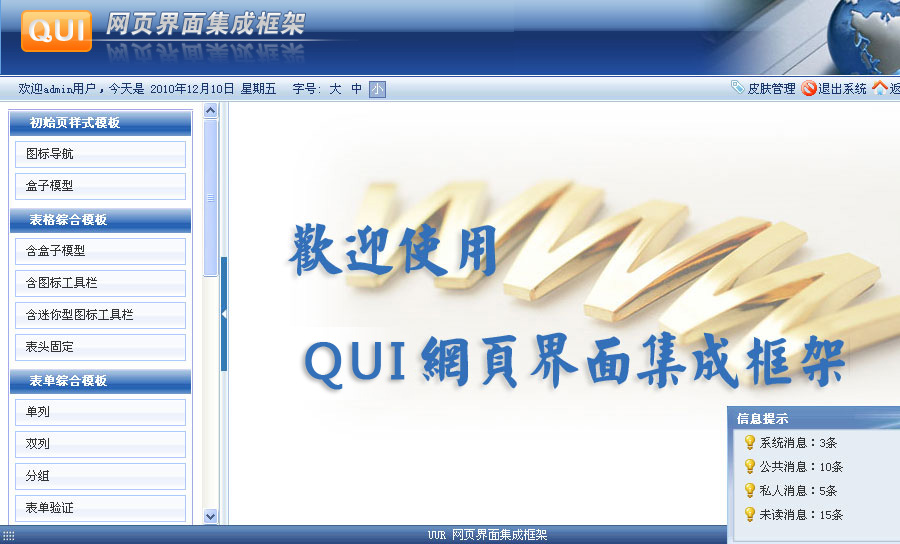 QUI 网页界面集成框架
欢迎admin用户，今天是 2010年12月10日 星期五 字号: 大 中 小
皮肤管理 退出系统 返
初始页样式模板
图标导航
盒子模型
表格综合模板
含盒子模型
含图标工具栏
含迷你型图标工具栏
表头固定
表单综合模板
单列
双列
分组
表单验证
歡迎使用
QUI 網頁界面集成框架
信息提示
系统消息：3条
公共消息：10条
私人消息：5条
未读消息：15条
UUR 网页界面集成框架